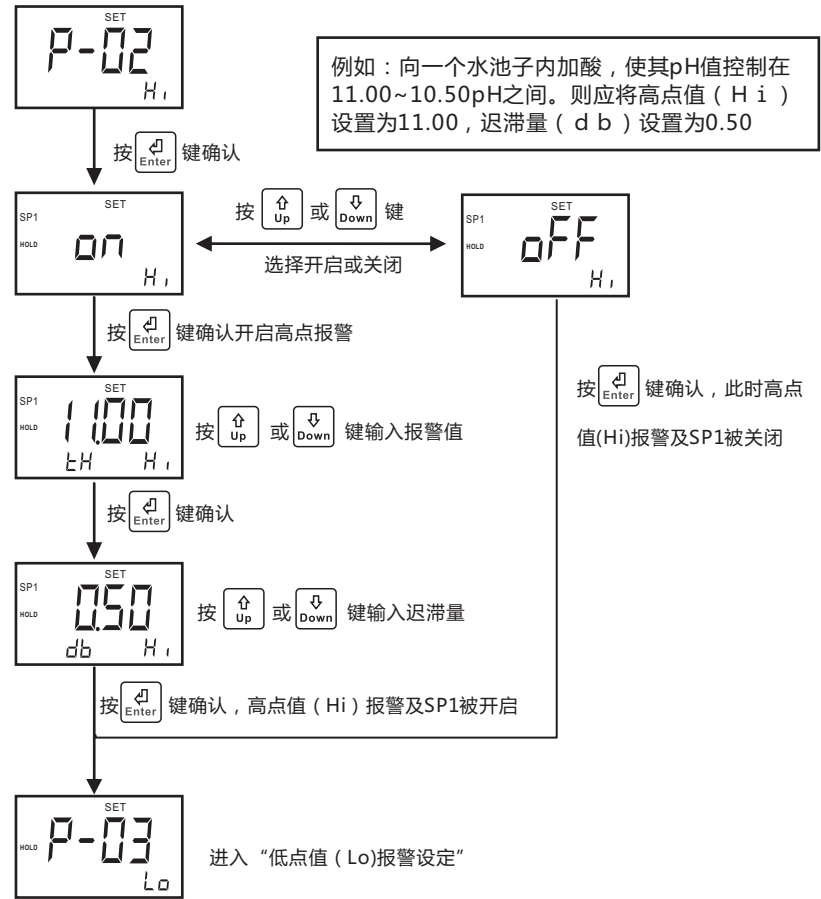 SET
P-02
Hi
例如：向一个水池子内加酸，使其pH值控制在
11.00~10.50pH之间。则应将高点值（Hi）
设置为11.00，迟滞量（db）设置为0.50
按 Enter 键确认
SET
SP1
HOLD
on
Hi
按 Up 或 Down 键
选择开启或关闭
SET
SP1
HOLD
oFF
Hi
按 Enter 键确认开启高点报警
SET
SP1
HOLD
11.00
tH Hi
按 Up 或 Down 键输入报警值
按 Enter 键确认，此时高点
值(Hi)报警及SP1被关闭
按 Enter 键确认
SET
SP1
HOLD
0.50
db Hi
按 Up 或 Down 键输入迟滞量
按 Enter 键确认，高点值（Hi）报警及SP1被开启
SET
HOLD
P-03
Lo
进入“低点值（Lo)报警设定”